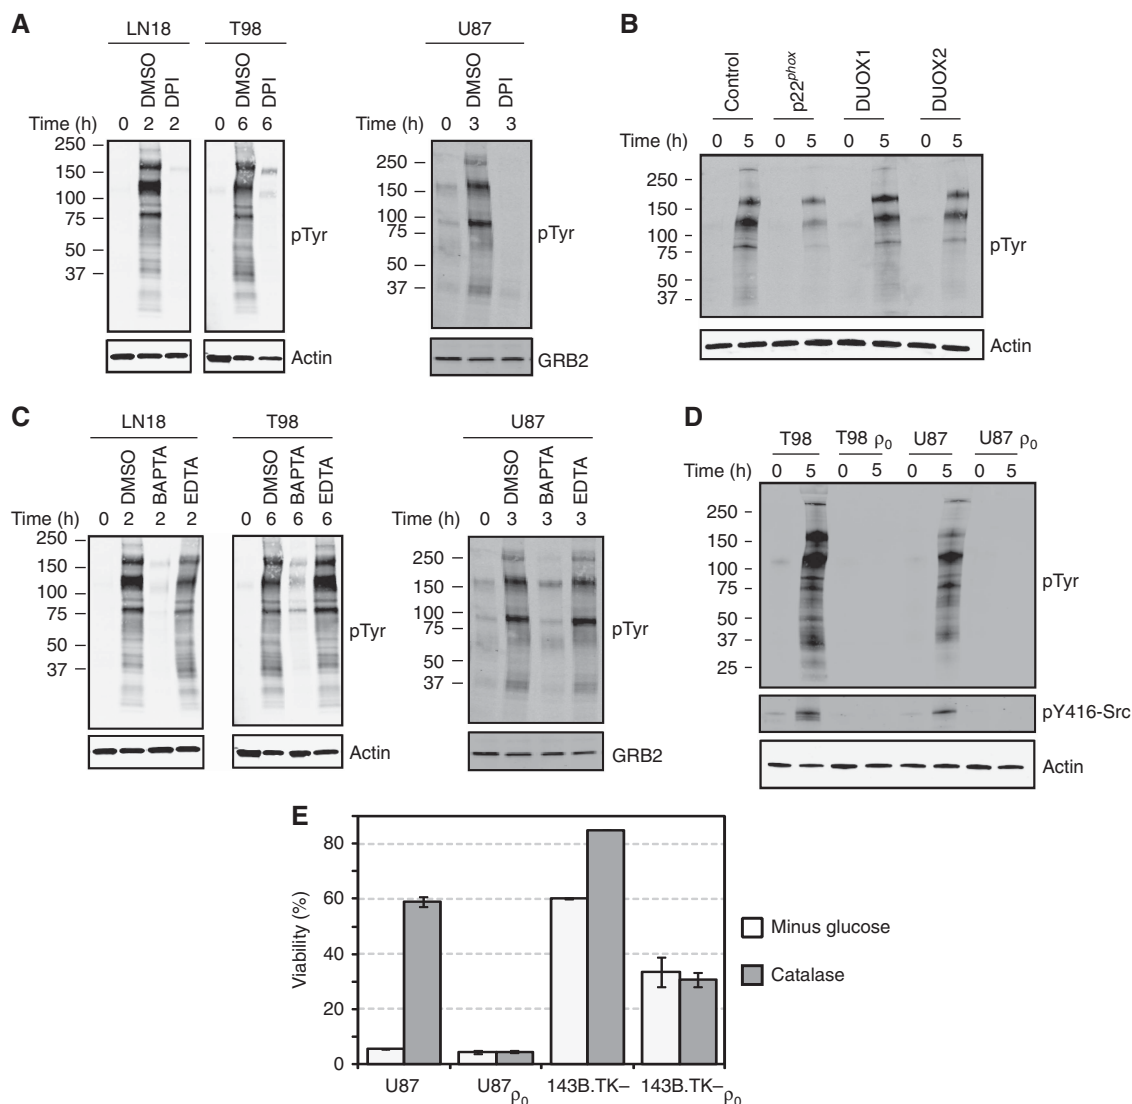 A
LN18 T98 U87
DMSO DPI DMSO DPI DMSO DPI
Time (h) 0 2 2 0 6 6 Time (h) 0 3 3
250
150
100
75
50
37
250
150
100
75
50
37
pTyr
pTyr
Actin
GRB2
B
Control p22phox DUOX1 DUOX2
Time (h) 0 5 0 5 0 5 0 5
250
150
100
75
50
37
pTyr
Actin
C
LN18 T98 U87
DMSO BAPTA EDTA DMSO BAPTA EDTA DMSO BAPTA EDTA
Time (h) 0 2 2 2 0 6 6 6 Time (h) 0 3 3 3
250
150
100
75
50
37
250
150
100
75
50
37
pTyr
pTyr
Actin
GRB2
D
T98 T98 ρ0 U87 U87 ρ0
Time (h) 0 5 0 5 0 5 0 5
250
150
100
75
50
37
25
pTyr
pY416-Src
Actin
E
Viability (%)
80
60
40
20
0
U87 U87ρ0 143B.TK– 143B.TK–ρ0
Minus glucose
Catalase